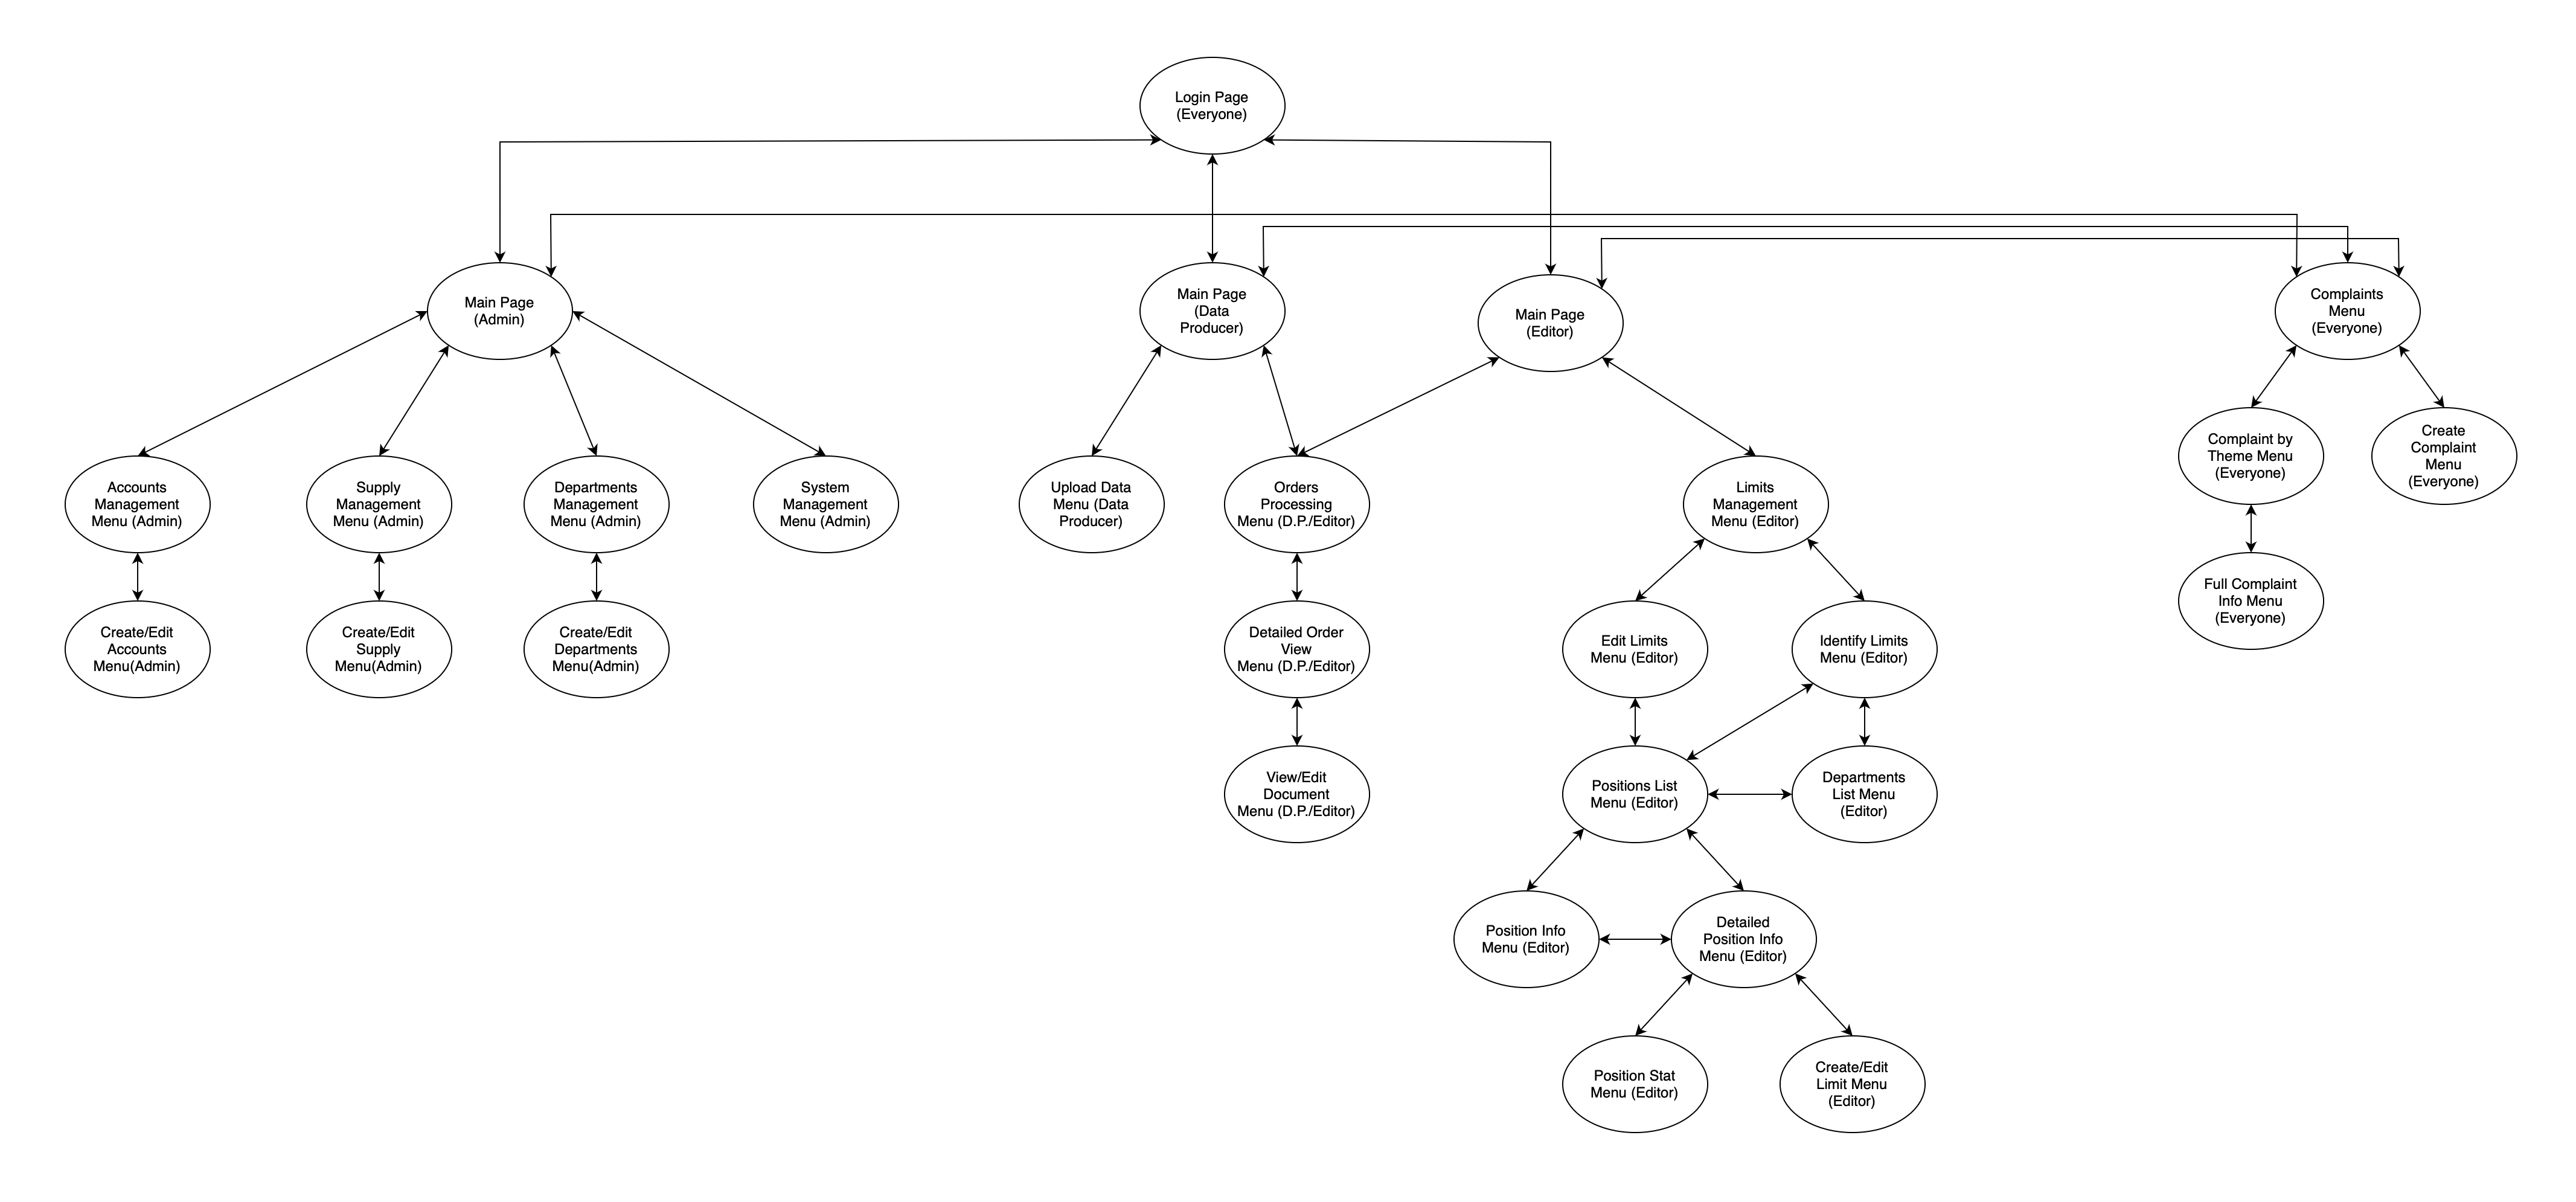 Login Page
(Everyone)
Main Page
(Admin)
Main Page
(Data
Producer)
Main Page
(Editor)
Complaints
Menu
(Everyone)
Accounts
Management
Menu (Admin)
Supply
Management
Menu (Admin)
Departments
Management
Menu (Admin)
System
Management
Menu (Admin)
Upload Data
Menu (Data
Producer)
Orders
Processing
Menu (D.P./Editor)
Limits
Management
Menu (Editor)
Complaint by
Theme Menu
(Everyone)
Create
Complaint
Menu
(Everyone)
Create/Edit
Accounts
Menu(Admin)
Create/Edit
Supply
Menu(Admin)
Create/Edit
Departments
Menu(Admin)
Detailed Order
View
Menu (D.P./Editor)
Edit Limits
Menu (Editor)
Identify Limits
Menu (Editor)
Full Complaint
Info Menu
(Everyone)
View/Edit
Document
Menu (D.P./Editor)
Positions List
Menu (Editor)
Departments
List Menu
(Editor)
Position Info
Menu (Editor)
Detailed
Position Info
Menu (Editor)
Position Stat
Menu (Editor)
Create/Edit
Limit Menu
(Editor)